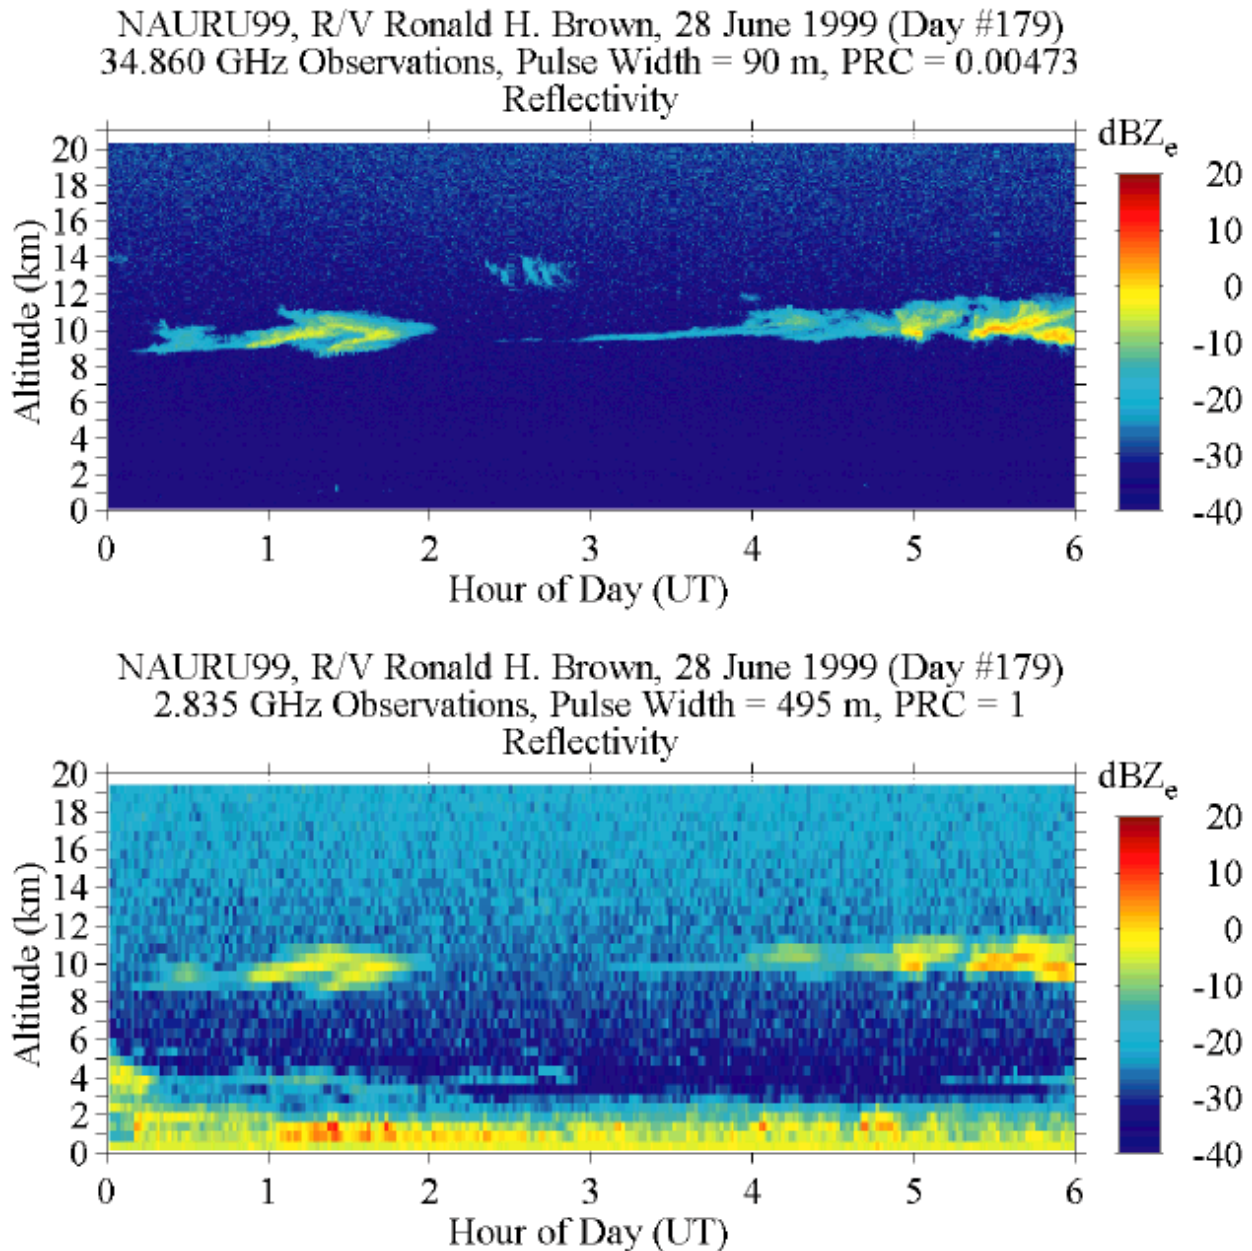 NAURU99, R/V Ronald H. Brown, 28 June 1999 (Day #179)
34.860 GHz Observations, Pulse Width = 90 m, PRC = 0.00473
Reflectivity
dBZe
20
18
16
14
12
10
8
6
4
2
0
Altitude (km)
20
10
0
-10
-20
-30
-40
0 1 2 3 4 5 6
Hour of Day (UT)
NAURU99, R/V Ronald H. Brown, 28 June 1999 (Day #179)
2.835 GHz Observations, Pulse Width = 495 m, PRC = 1
Reflectivity
dBZe
20
18
16
14
12
10
8
6
4
2
0
Altitude (km)
20
10
0
-10
-20
-30
-40
0 1 2 3 4 5 6
Hour of Day (UT)